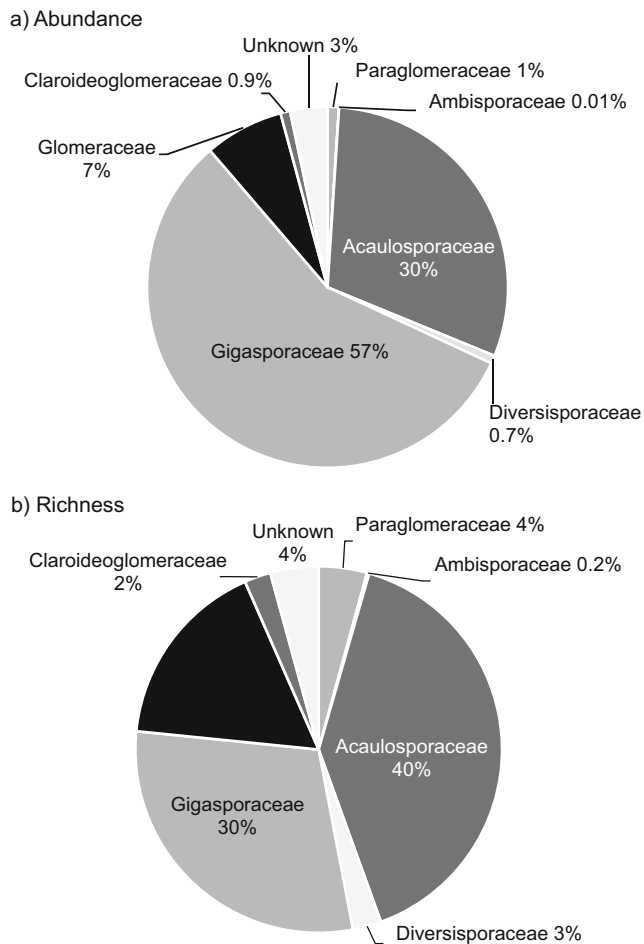 a) Abundance
Unknown 3%
Paraglomeraceae 1%
Claroideoglomeraceae 0.9%
Ambisporaceae 0.01%
Glomeraceae
7%
Acaulosporaceae
30%
Gigasporaceae 57%
Diversisporaceae
0.7%
b) Richness
Unknown
4%
Paraglomeraceae 4%
Claroideoglomeraceae
2%
Ambisporaceae 0.2%
Acaulosporaceae
40%
Gigasporaceae
30%
Diversisporaceae 3%